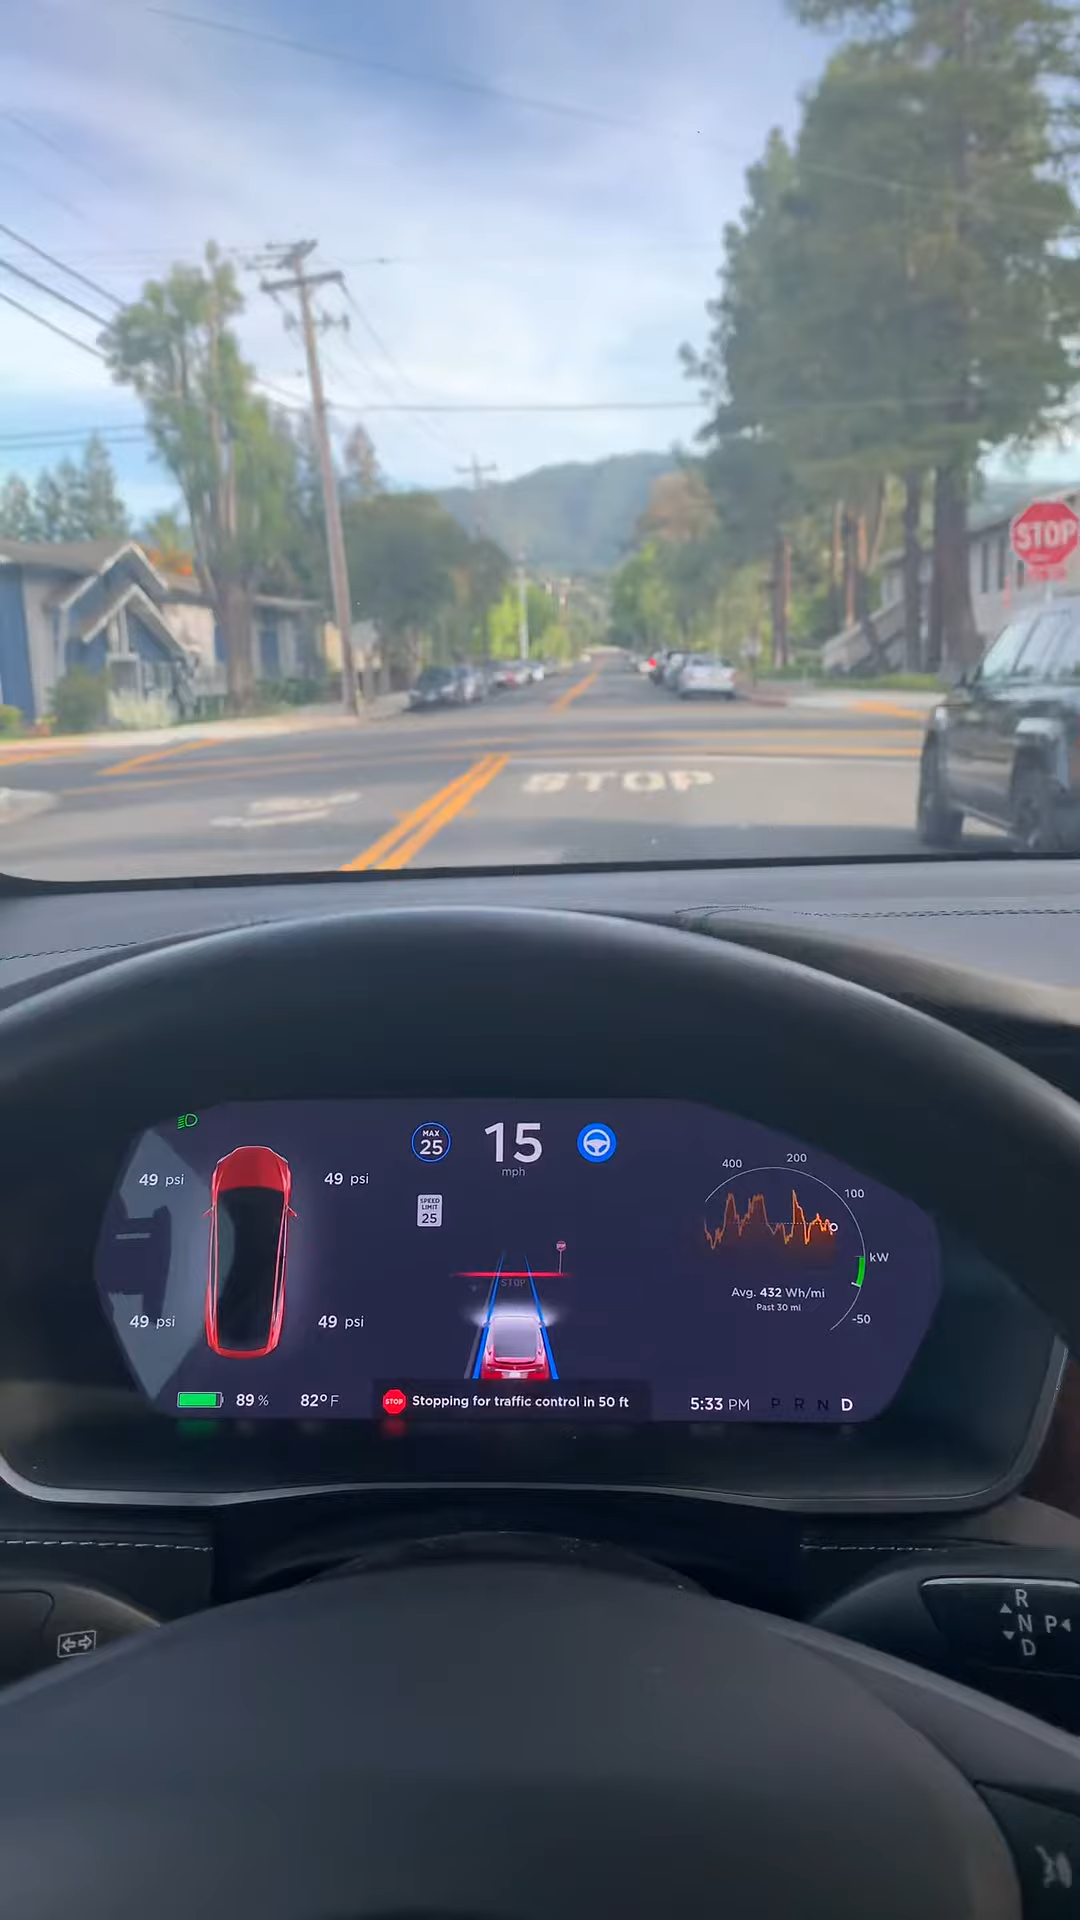 STOP
STOP
MAX
25
15
mph
SPEED
LIMIT
25
49 psi
49 psi
49 psi
49 psi
400
200
100
kW
-50
Avg. 432 Wh/mi
Past 30 mi
STOP
89 %
82° F
STOP
Stopping for traffic control in 50 ft
5:33 PM
P R N D
R
N
P
D